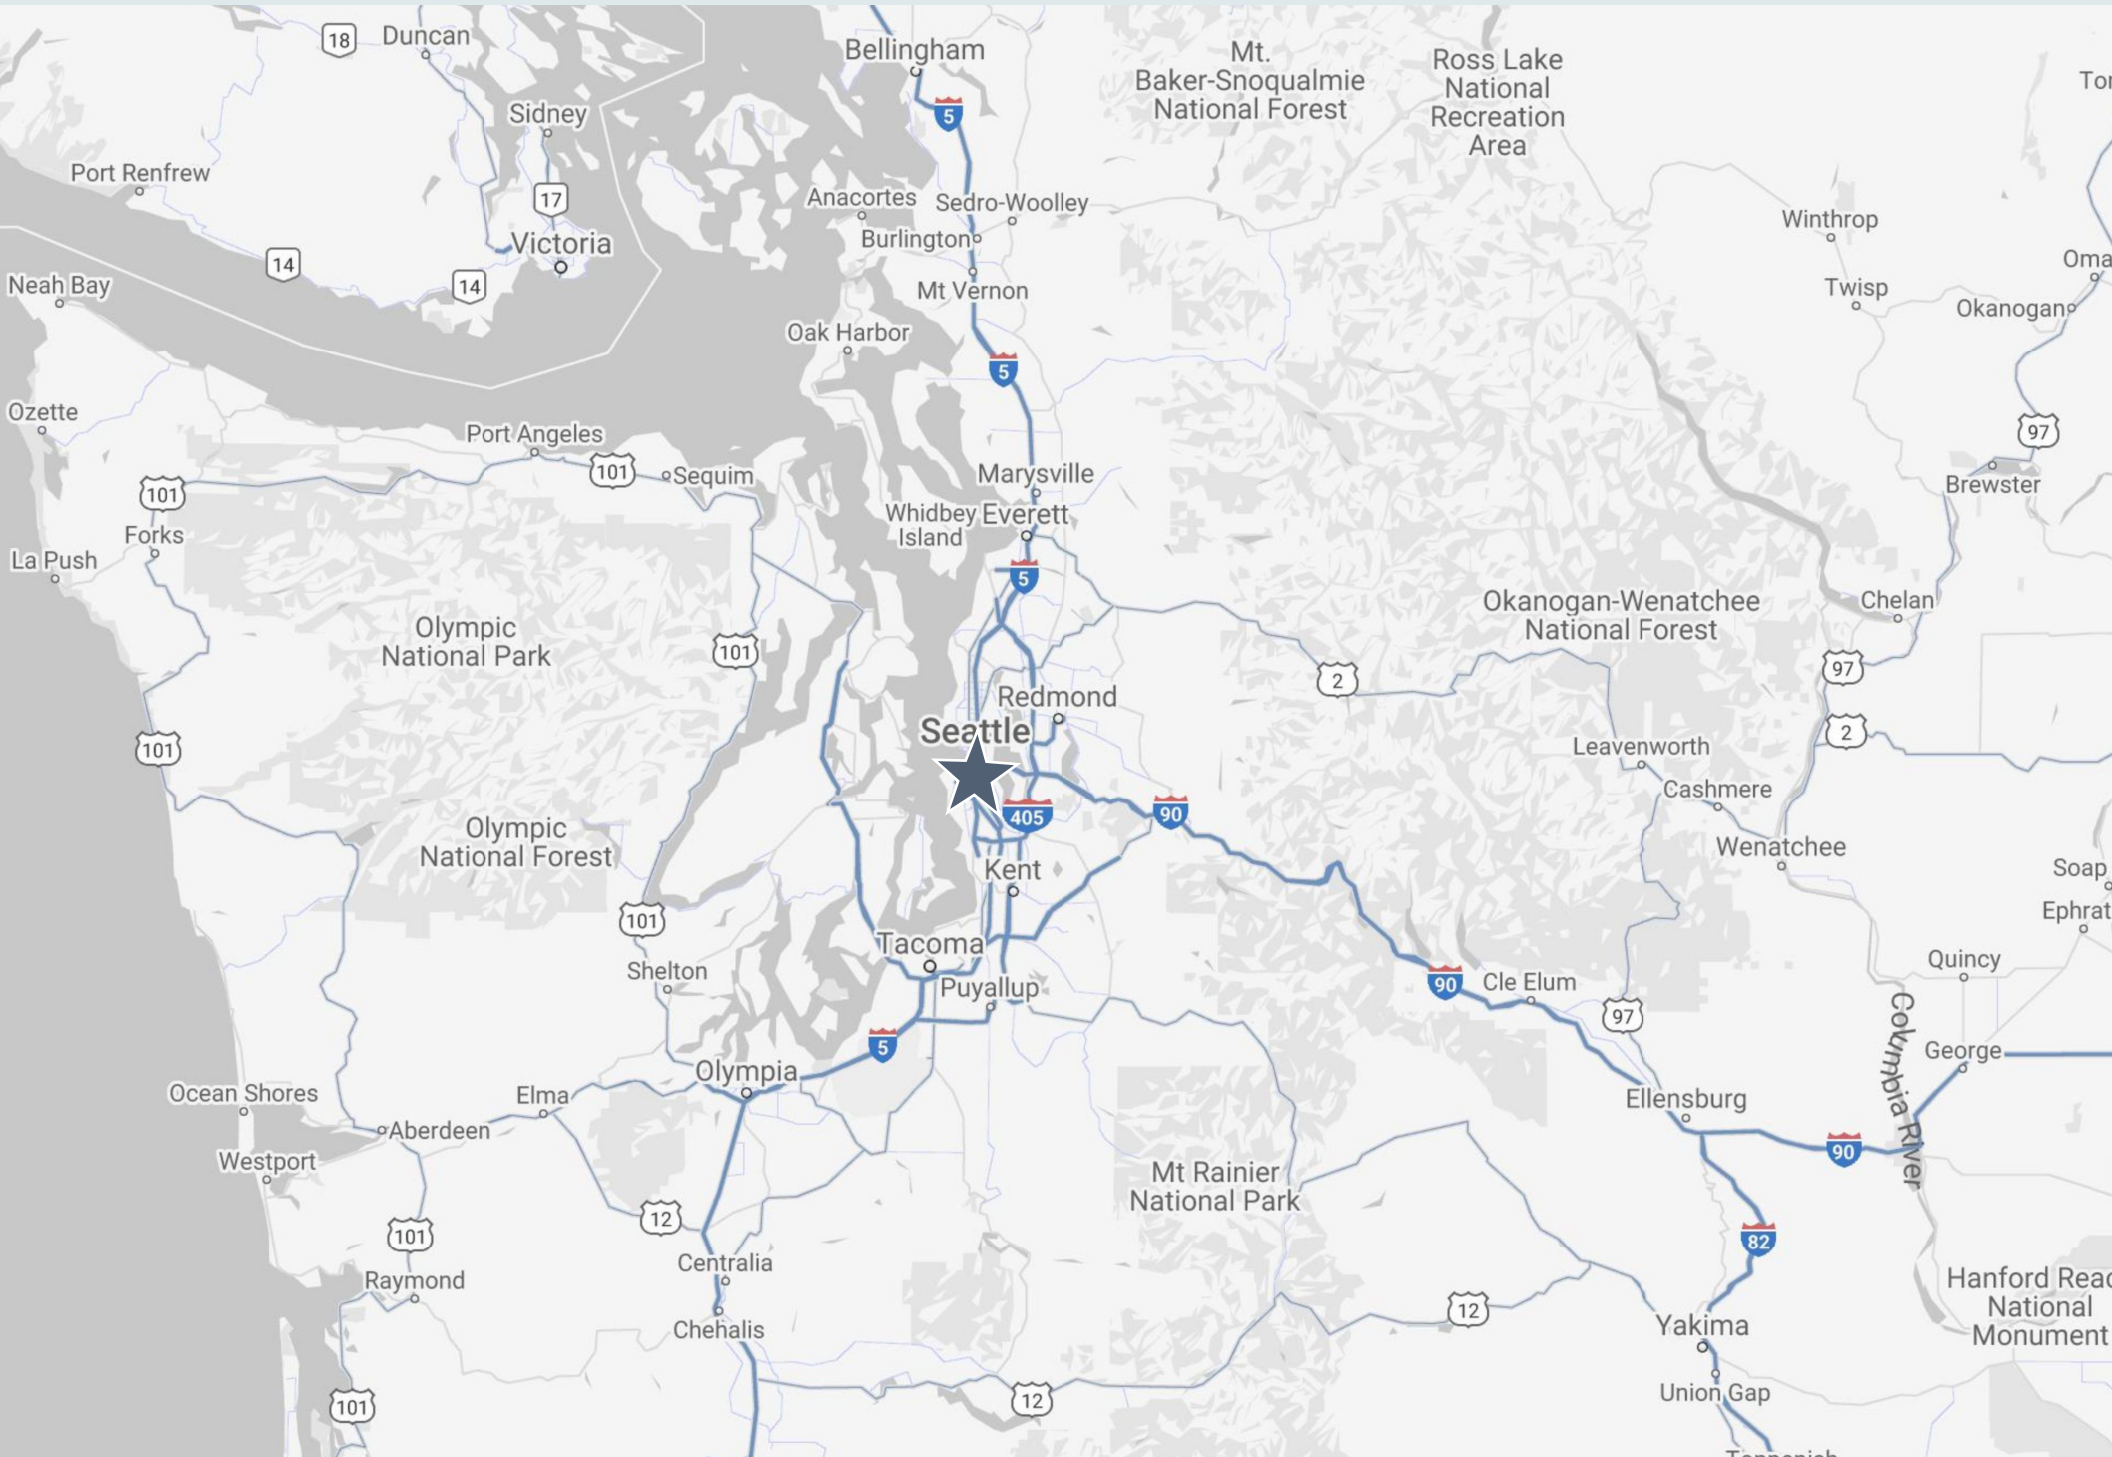 18
Duncan
Bellingham
Mt.
Baker-Snoqualmie
National Forest
Ross Lake
National
Recreation
Area
5
Sidney
Port Renfrew
17
Anacortes
Sedro-Woolley
Burlington
Winthrop
Victoria
14
14
Neah Bay
Mt Vernon
Twisp
Okanogan
Oak Harbor
5
Ozette
Port Angeles
101
Sequim
97
101
Marysville
Brewster
Forks
Whidbey
Island
Everett
La Push
5
Okanogan-Wenatchee
National Forest
Chelan
Olympic
National Park
101
2
97
Redmond
Seattle
101
2
Leavenworth
Cashmere
405
90
Olympic
National Forest
Wenatchee
Kent
Soap
Ephrat
101
Tacoma
Shelton
Puyallup
90
Cle Elum
Quincy
97
5
Columbia River
George
Olympia
Ocean Shores
Elma
Ellensburg
Aberdeen
90
Westport
Mt Rainier
National Park
12
101
82
Centralia
Raymond
Hanford Reac
National
Monument
12
Chehalis
Yakima
Union Gap
12
101